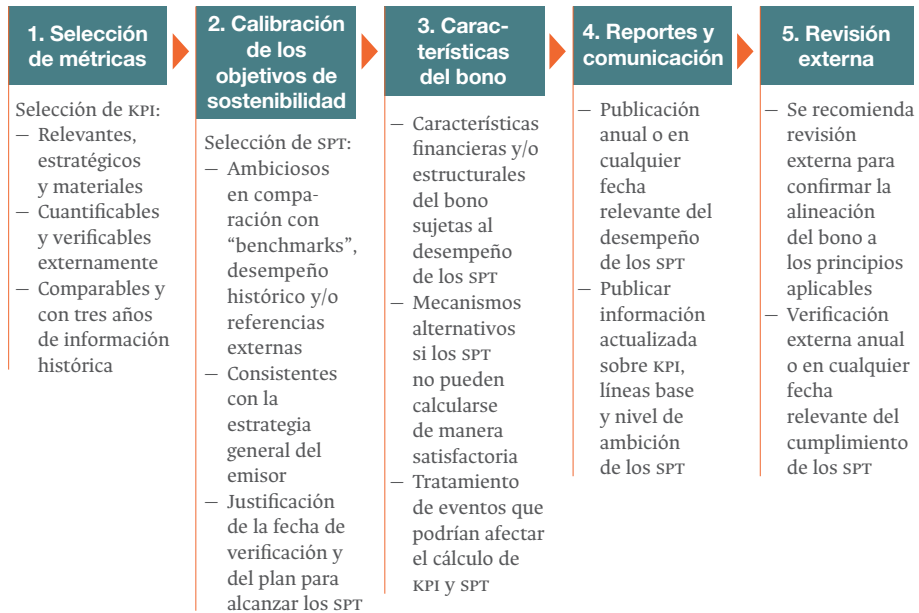 1. Selección
de métricas
Selección de KPI:
— Relevantes,
estratégicos
y materiales
— Cuantificables
y verificables
externamente
— Comparables y
con tres años
de información
histórica
2. Calibración
de los
objetivos de
sostenibilidad
Selección de SPT:
— Ambiciosos
en compa-
ración con
“benchmarks”,
desempeño
histórico y/o
referencias
externas
— Consistentes
con la
estrategia
general del
emisor
— Justificación
de la fecha de
verificación y
del plan para
alcanzar los SPT
3. Carac-
terísticas
del bono
— Características
financieras y/o
estructurales
del bono
sujetas al
desempeño
de los SPT
— Mecanismos
alternativos
si los SPT
no pueden
calcularse
de manera
satisfactoria
— Tratamiento
de eventos que
podrían afectar
el cálculo de
KPI y SPT
4. Reportes y
comunicación
— Publicación
anual o en
cualquier
fecha
relevante del
desempeño
de los SPT
— Publicar
información
actualizada
sobre KPI,
líneas base
y nivel de
ambición
de los SPT
5. Revisión
externa
— Se recomienda
revisión
externa para
confirmar la
alineación
del bono a
los principios
aplicables
— Verificación
externa anual
o en cualquier
fecha
relevante del
cumplimiento
de los SPT